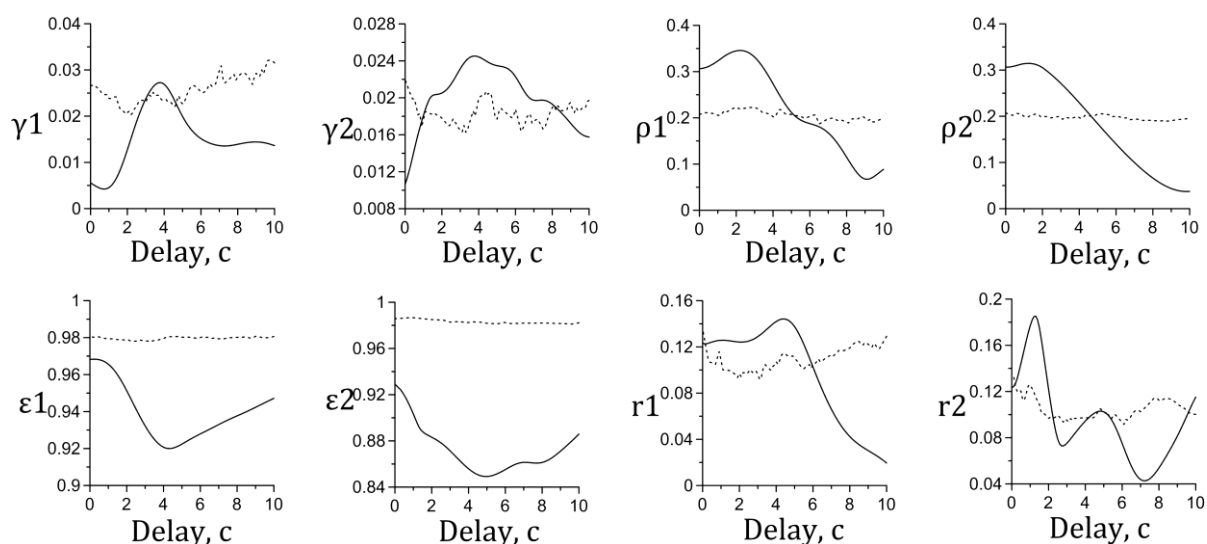 0.04 0.028 0.4 0.4
0.03 0.024 0.3 0.3
γ1 0.02 γ2 0.02 ρ1 0.2 ρ2 0.2
0.016
0.01 0.012 0.1 0.1
0 0.008 0 0
0 2 4 6 8 10 0 2 4 6 8 10 0 2 4 6 8 10 0 2 4 6 8 10
Delay, c Delay, c Delay, c Delay, c
1 1 0.16 0.2
0.98 0.96 0.12 0.16
0.96
ε1 0.94 ε2 0.92 r1 0.08 r2 0.12
0.92 0.88 0.04 0.08
0.9 0.84 0 0.04
0 2 4 6 8 10 0 2 4 6 8 10 0 2 4 6 8 10 0 2 4 6 8 10
Delay, c Delay, c Delay, c Delay, c